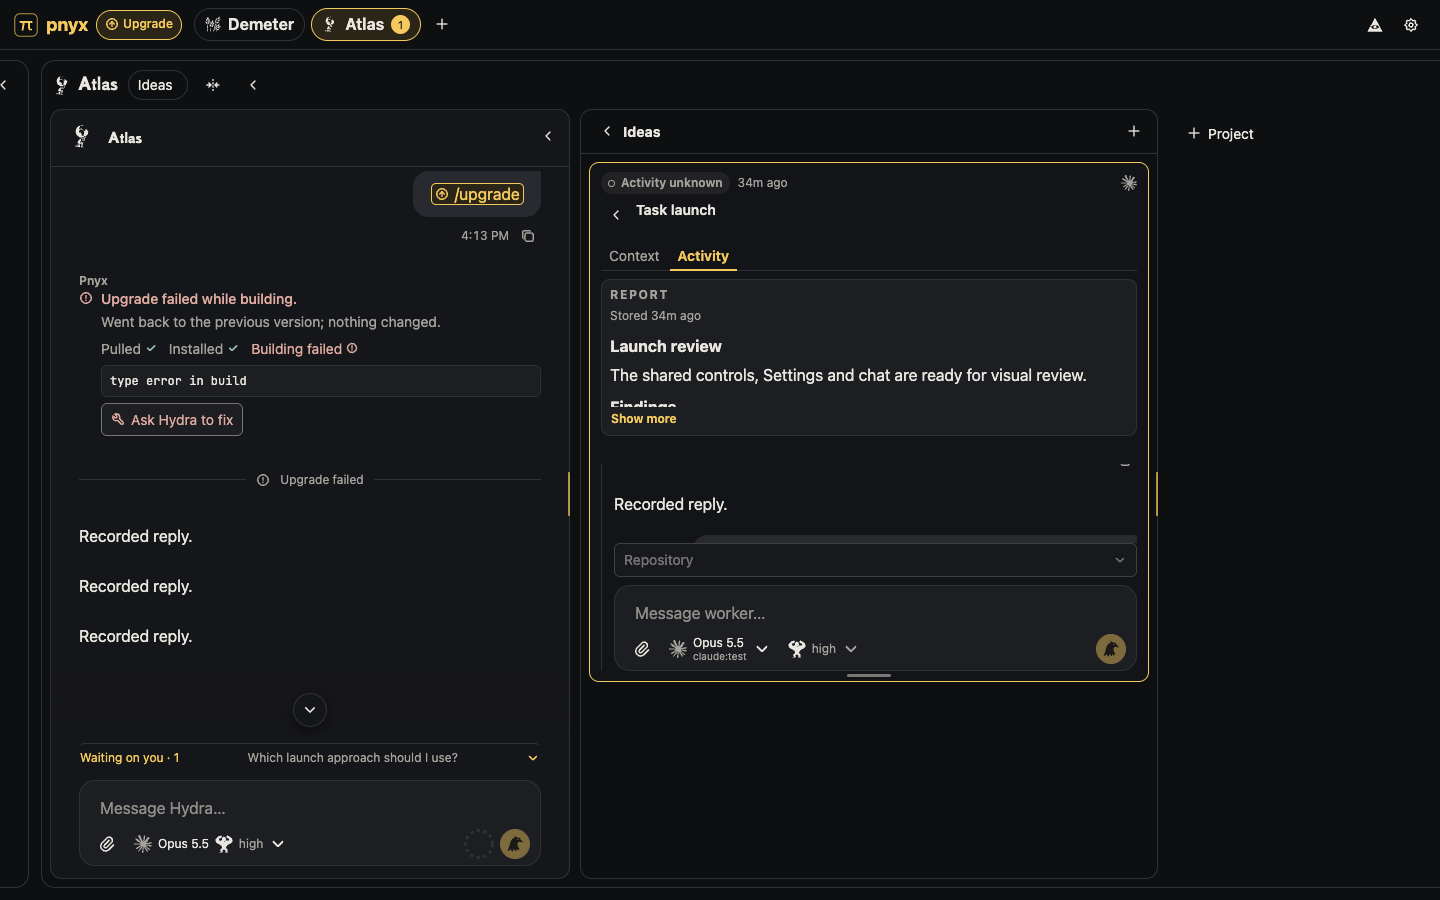 π pnyx Upgrade Demeter Atlas 1
Atlas Ideas
Atlas
/upgrade
4:13 PM
Pnyx
Upgrade failed while building.
Went back to the previous version; nothing changed.
Pulled Installed Building failed
type error in build
Ask Hydra to fix
Upgrade failed
Recorded reply.
Recorded reply.
Recorded reply.
Waiting on you · 1 Which launch approach should I use?
Message Hydra...
Opus 5.5 high
Ideas
Activity unknown 34m ago
Task launch
Context Activity
REPORT
Stored 34m ago
Launch review
The shared controls, Settings and chat are ready for visual review.
Findings
Show more
Recorded reply.
Repository
Message worker...
Opus 5.5
claude:test
high
Project